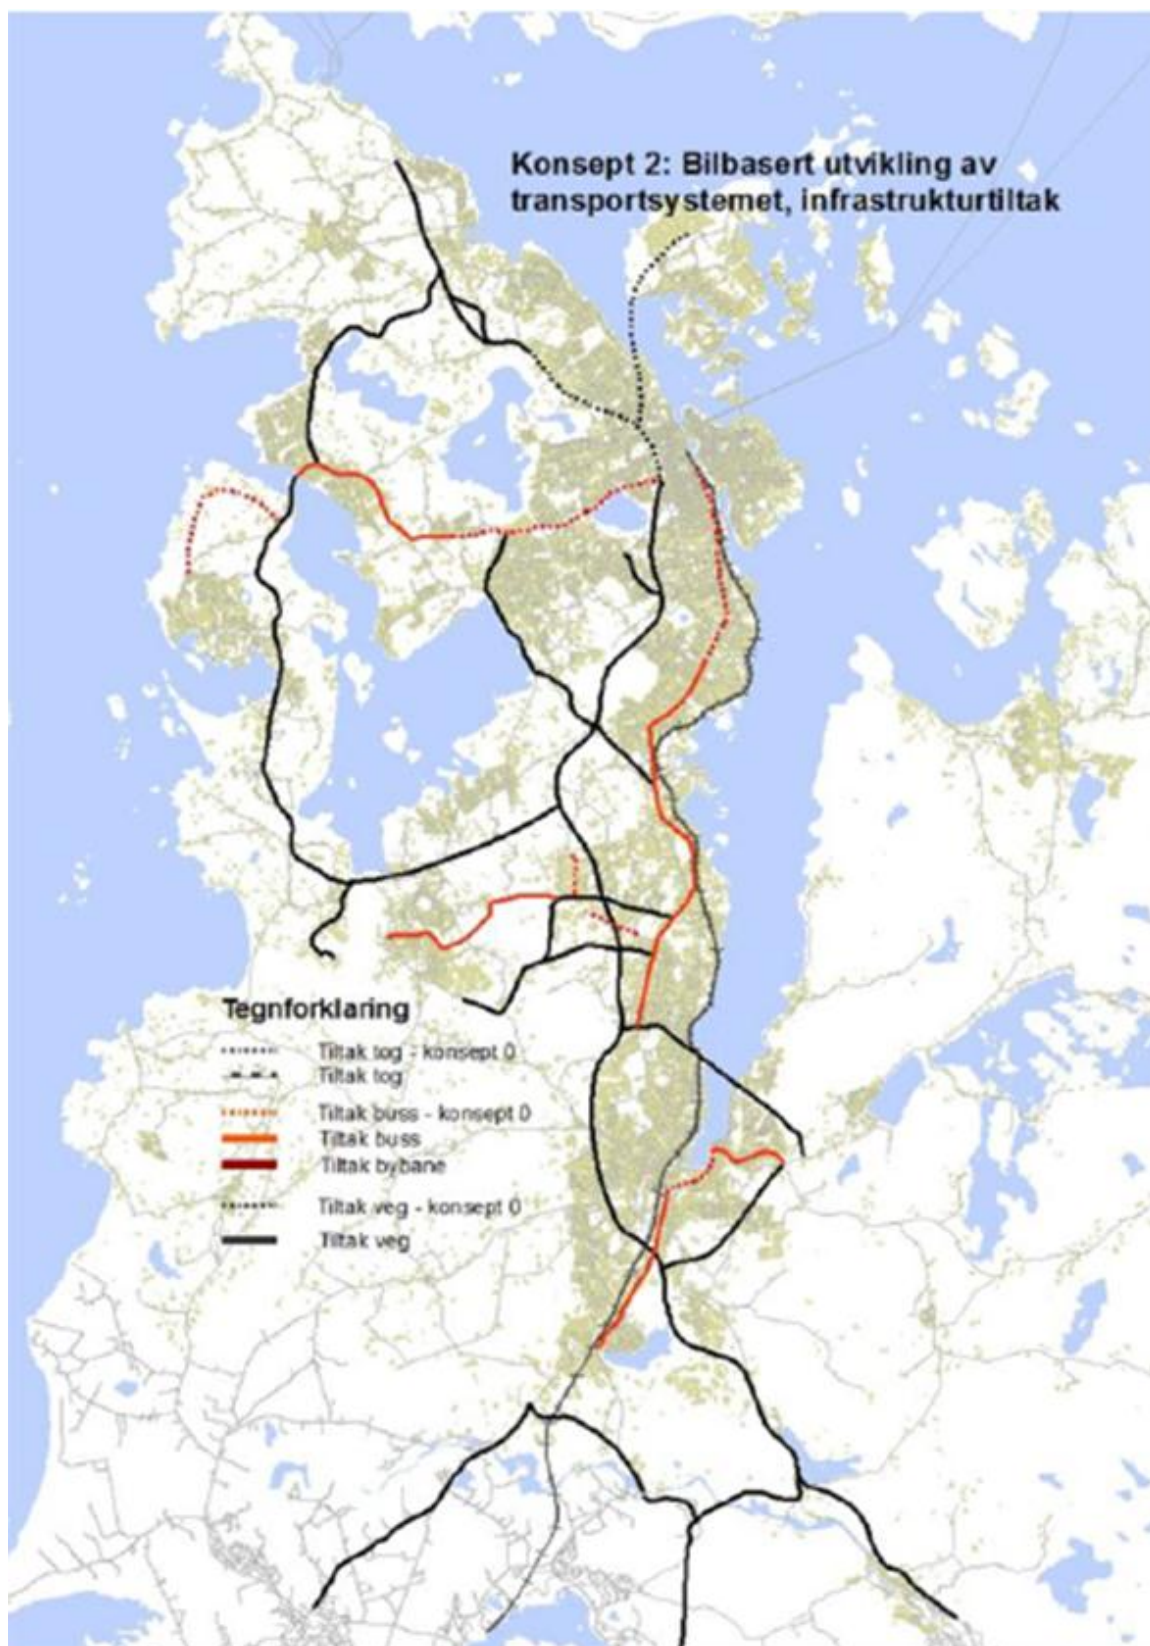 Konsept 2: Bilbasert utvikling av
transportsystemet, infrastrukturtiltak
Tegnforklaring
Tiltak tog - konsept 0
Tiltak tog
Tiltak buss - konsept 0
Tiltak buss
Tiltak bybane
Tiltak veg - konsept 0
Tiltak veg